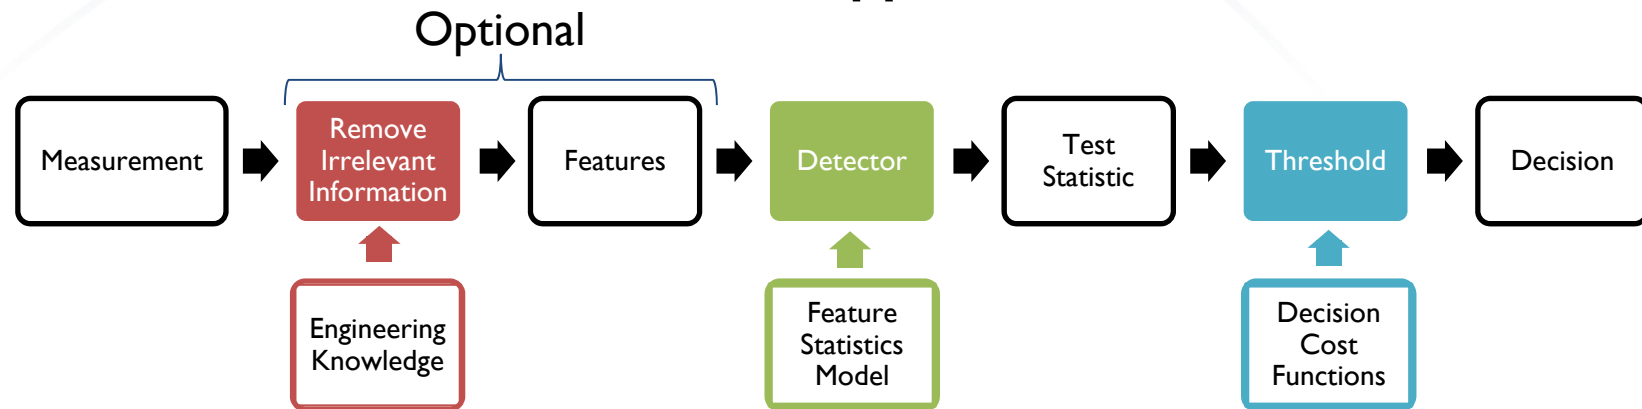 Optional
Measurement
Remove
Irrelevant
Information
Features
Detector
Test
Statistic
Threshold
Decision
Engineering
Knowledge
Feature
Statistics
Model
Decision
Cost
Functions